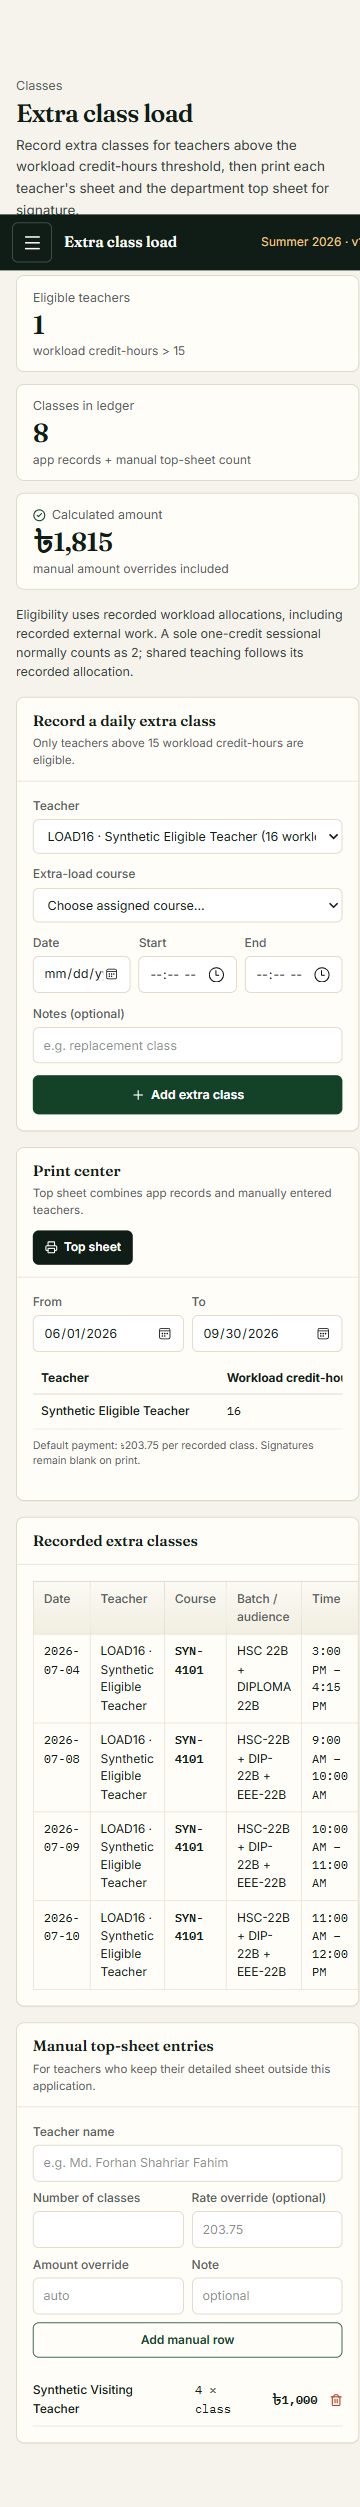 Classes
Extra class load
Record extra classes for teachers above the
workload credit-hours threshold, then print each
teacher's sheet and the department top sheet for
signature.
Extra class load
Summer 2026 ·
Eligible teachers
1
workload credit-hours > 15
Classes in ledger
8
app records + manual top-sheet count
Calculated amount
৳1,815
manual amount overrides included
Eligibility uses recorded workload allocations, including
recorded external work. A sole one-credit sessional
normally counts as 2; shared teaching follows its
recorded allocation.
Record a daily extra class
Only teachers above 15 workload credit-hours are
eligible.
Teacher
LOAD16 · Synthetic Eligible Teacher (16
Extra-load course
Choose assigned course...
Date Start End
mm/dd/y --:-- -- --:-- --
Notes (optional)
e.g. replacement class
+ Add extra class
Print center
Top sheet combines app records and manually entered
teachers.
Top sheet
From To
06/01/2026 09/30/2026
Teacher Workload credit-hou
Synthetic Eligible Teacher 16
Default payment: ৳203.75 per recorded class. Signatures
remain blank on print.
Recorded extra classes
Date Teacher Course Batch / Time
audience
2026- LOAD16 · SYN- HSC 22B 3:00
07-04 Synthetic 4101 + PM –
Eligible DIPLOMA 4:15
Teacher 22B PM
2026- LOAD16 · SYN- HSC-22B 9:00
07-08 Synthetic 4101 + DIP- AM –
Eligible 22B + 10:00
Teacher EEE-22B AM
2026- LOAD16 · SYN- HSC-22B 10:00
07-09 Synthetic 4101 + DIP- AM –
Eligible 22B + 11:00
Teacher EEE-22B AM
2026- LOAD16 · SYN- HSC-22B 11:00
07-10 Synthetic 4101 + DIP- AM –
Eligible 22B + 12:00
Teacher EEE-22B PM
Manual top-sheet entries
For teachers who keep their detailed sheet outside this
application.
Teacher name
e.g. Md. Forhan Shahriar Fahim
Number of classes Rate override (optional)
203.75
Amount override Note
auto optional
Add manual row
Synthetic Visiting 4 × ৳1,000
Teacher class